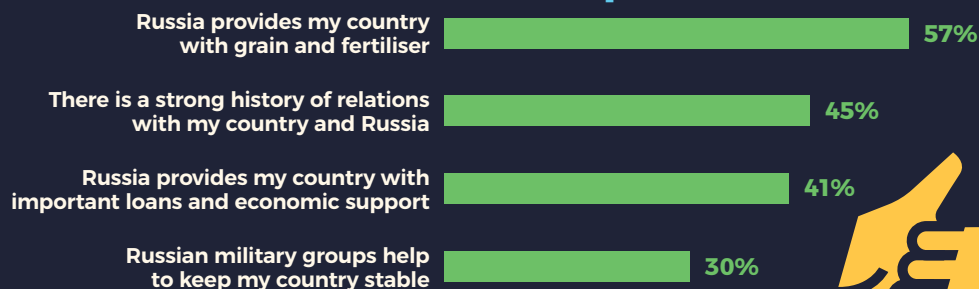 Russia provides my country
with grain and fertiliser
57%
There is a strong history of relations
with my country and Russia
45%
Russia provides my country with
important loans and economic support
41%
Russian military groups help
to keep my country stable
30%